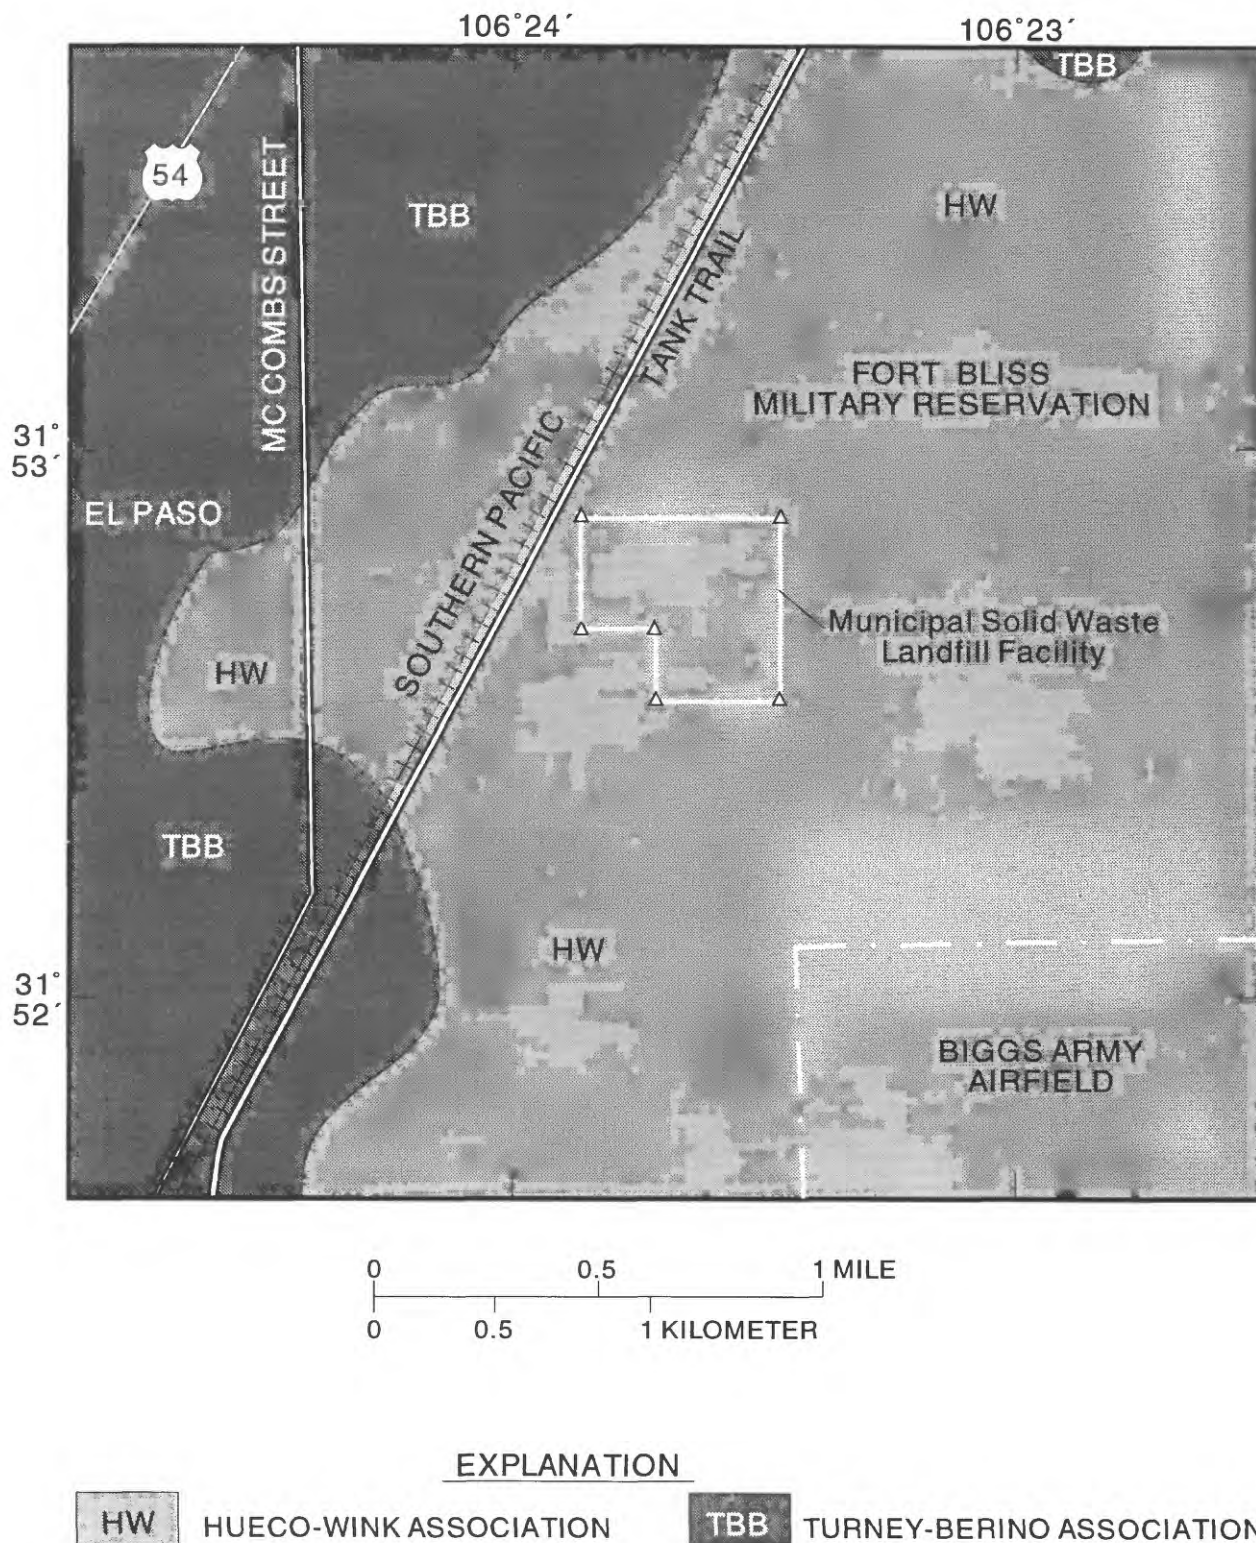 106°24′
106°23′
TBB
54
MC COMBS STREET
TBB
HW
TANK TRAIL
FORT BLISS
MILITARY RESERVATION
31°
53′
SOUTHERN PACIFIC
EL PASO
Municipal Solid Waste
Landfill Facility
HW
TBB
HW
31°
52′
BIGGS ARMY
AIRFIELD
0 0.5 1 MILE
0 0.5 1 KILOMETER
EXPLANATION
HW HUECO-WINK ASSOCIATION TBB TURNEY-BERINO ASSOCIATION